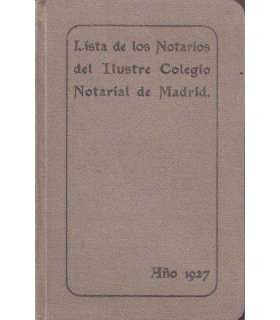 Lista de los Notarios
del Ilustre Colegio
Notarial de Madrid.
Año 1927